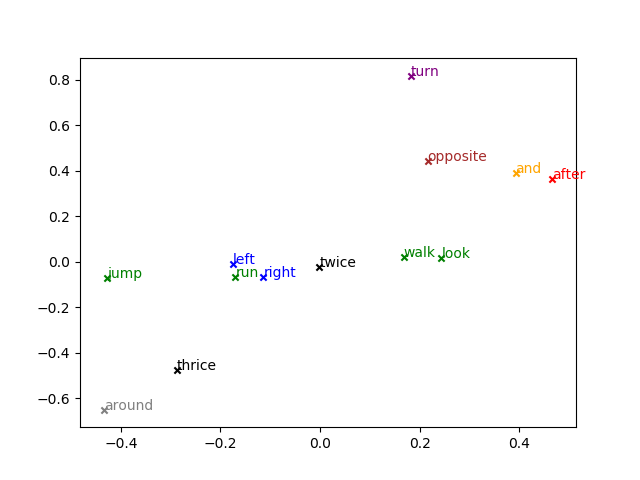 turn
0.8
0.6
opposite
0.4
and
after
0.2
left
twice
walk
look
0.0
jump
run
right
−0.2
−0.4
thrice
−0.6
around
−0.4
−0.2
0.0
0.2
0.4